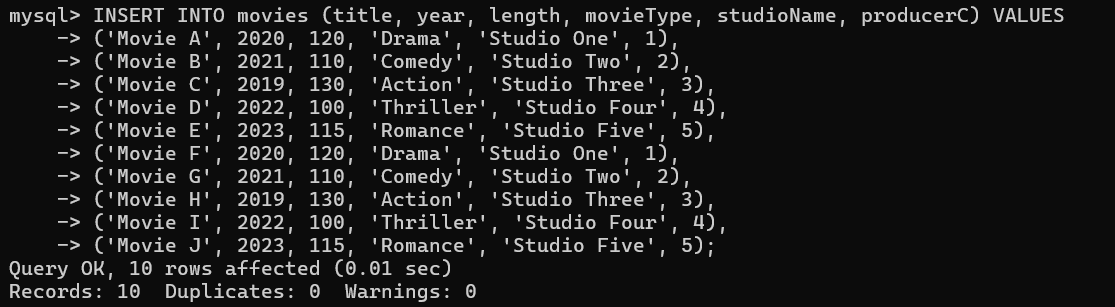 mysql> INSERT INTO movies (title, year, length, movieType, studioName, producerC) VALUES
    -> ('Movie A', 2020, 120, 'Drama', 'Studio One', 1),
    -> ('Movie B', 2021, 110, 'Comedy', 'Studio Two', 2),
    -> ('Movie C', 2019, 130, 'Action', 'Studio Three', 3),
    -> ('Movie D', 2022, 100, 'Thriller', 'Studio Four', 4),
    -> ('Movie E', 2023, 115, 'Romance', 'Studio Five', 5),
    -> ('Movie F', 2020, 120, 'Drama', 'Studio One', 1),
    -> ('Movie G', 2021, 110, 'Comedy', 'Studio Two', 2),
    -> ('Movie H', 2019, 130, 'Action', 'Studio Three', 3),
    -> ('Movie I', 2022, 100, 'Thriller', 'Studio Four', 4),
    -> ('Movie J', 2023, 115, 'Romance', 'Studio Five', 5);
Query OK, 10 rows affected (0.01 sec)
Records: 10  Duplicates: 0  Warnings: 0